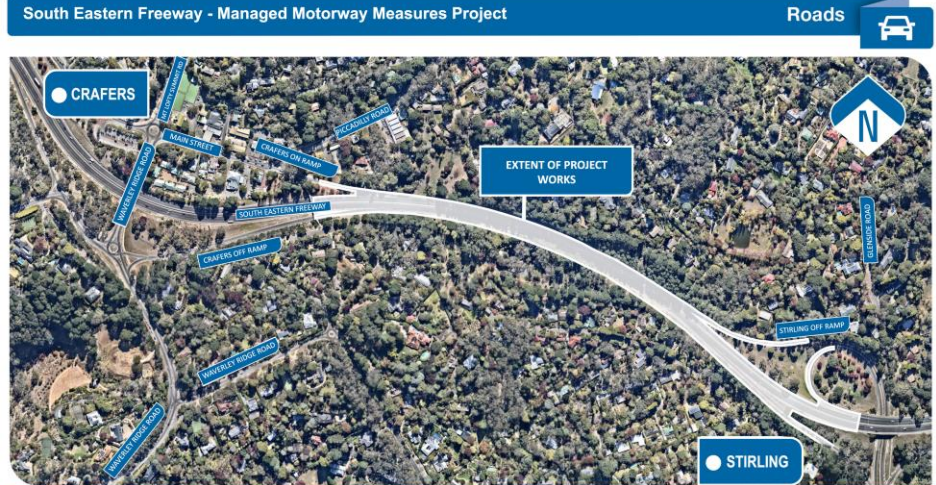 South Eastern Freeway - Managed Motorway Measures Project
Roads
CRAFERS
MT LOFTY SUMMIT RD
MAIN STREET
PICCADILLY ROAD
CRAFERS ON RAMP
N
EXTENT OF PROJECT
WORKS
WAVERLEY RIDGE ROAD
SOUTH EASTERN FREEWAY
GLENSIDE ROAD
CRAFERS OFF RAMP
STIRLING OFF RAMP
WAVERLEY RIDGE ROAD
WAVERLEY RIDGE ROAD
STIRLING